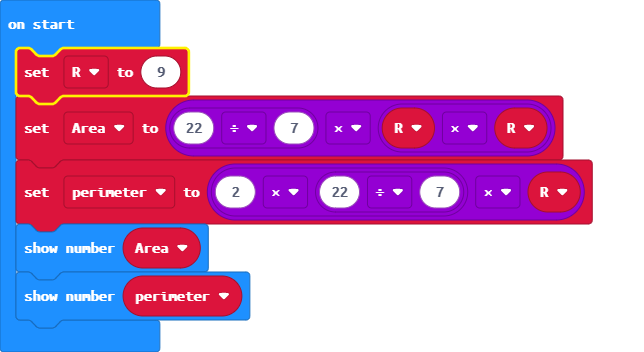 on start
set R to 9
set Area to 22 ÷ 7 × R × R
set perimeter to 2 × 22 ÷ 7 × R
show number Area
show number perimeter